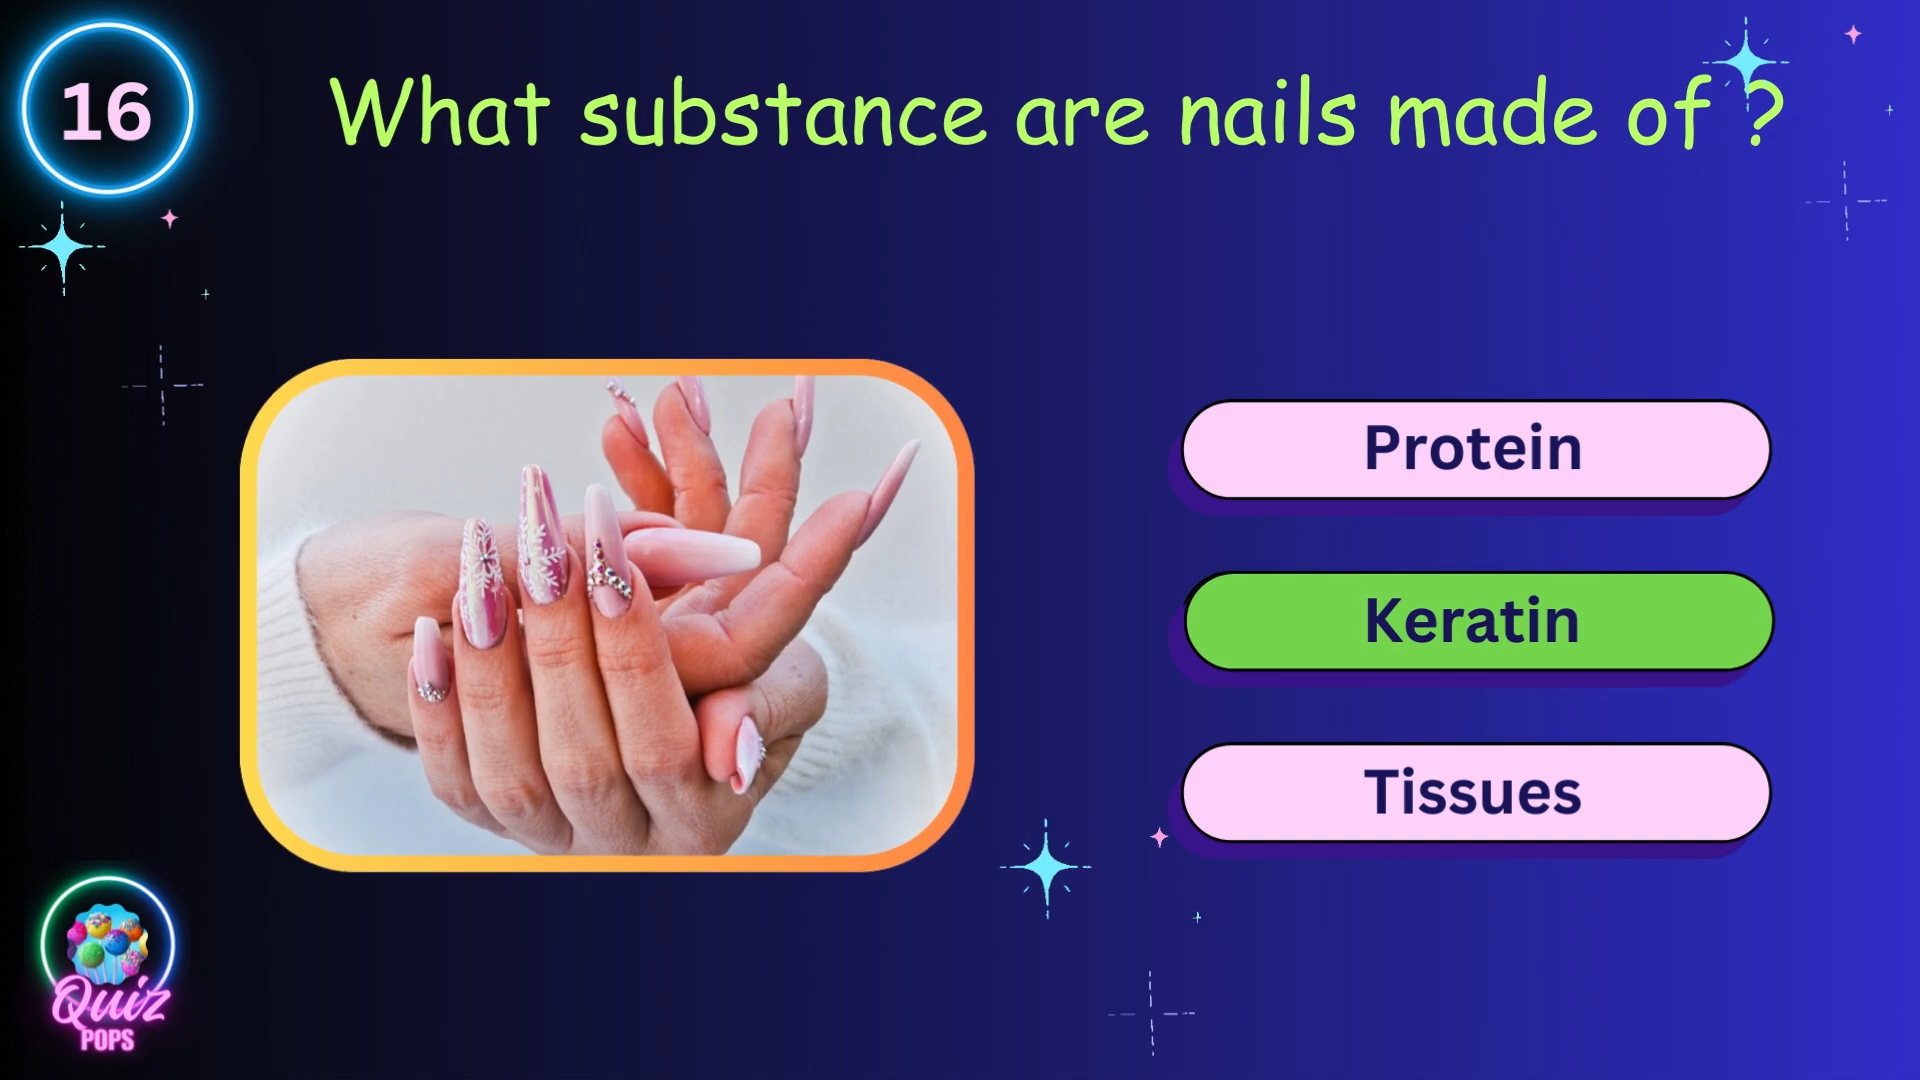 16
What substance are nails made of ?
Protein
Keratin
Tissues
Quiz
POPS